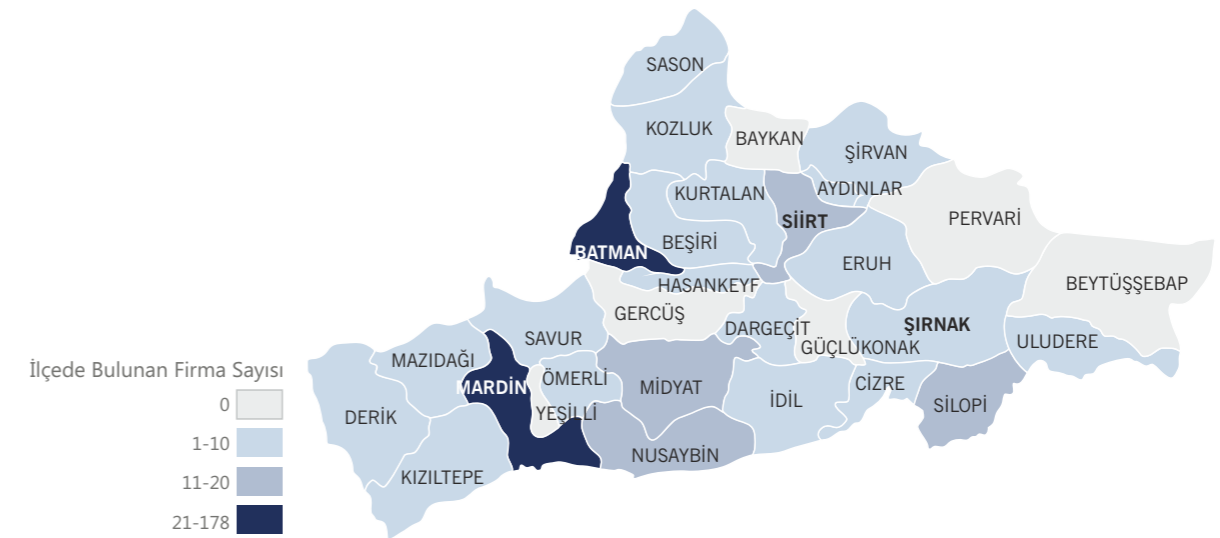 SASON
KOZLUK
BAYKAN
ŞİRVAN
KURTALAN
AYDINLAR
SİİRT
PERVARİ
BATMAN
BEŞİRİ
ERUH
HASANKEYF
BEYTÜŞŞEBAP
GERCÜŞ
DARGEÇİT
ŞIRNAK
SAVUR
GÜÇLÜKONAK
ULUDERE
MAZIDAĞI
MARDİN
ÖMERLİ
MİDYAT
CİZRE
İDİL
SİLOPİ
DERİK
YEŞİLLİ
NUSAYBİN
KIZILTEPE
İlçede Bulunan Firma Sayısı
0
1-10
11-20
21-178